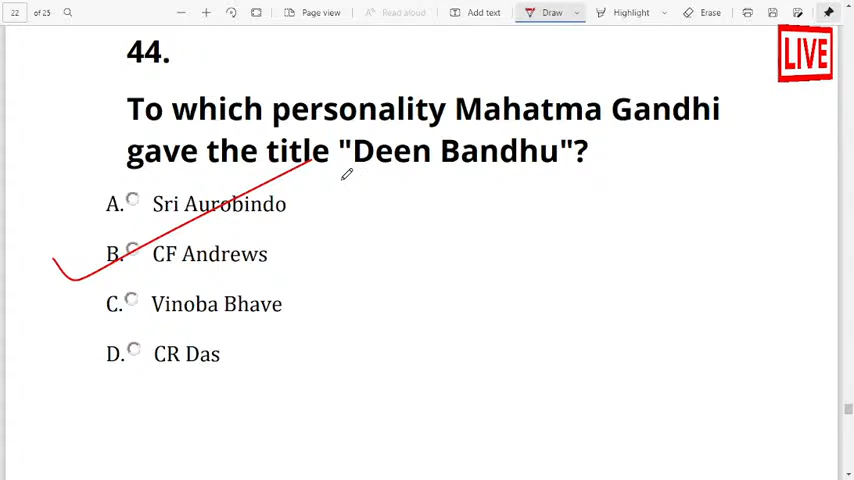 22 of 25 Page view Read aloud Add text Draw Highlight Erase
44.
LIVE
To which personality Mahatma Gandhi
gave the title "Deen Bandhu"?
A. Sri Aurobindo
B. CF Andrews
C. Vinoba Bhave
D. CR Das